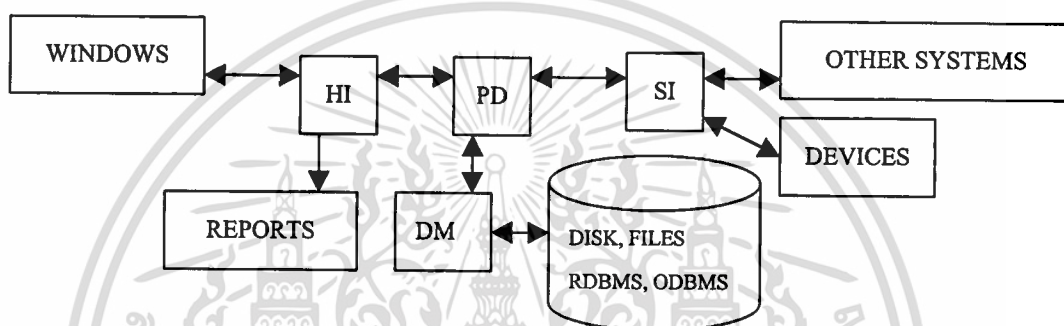 WINDOWS
HI
PD
SI
OTHER SYSTEMS
DEVICES
REPORTS
DM
DISK, FILES
RDBMS, ODBMS